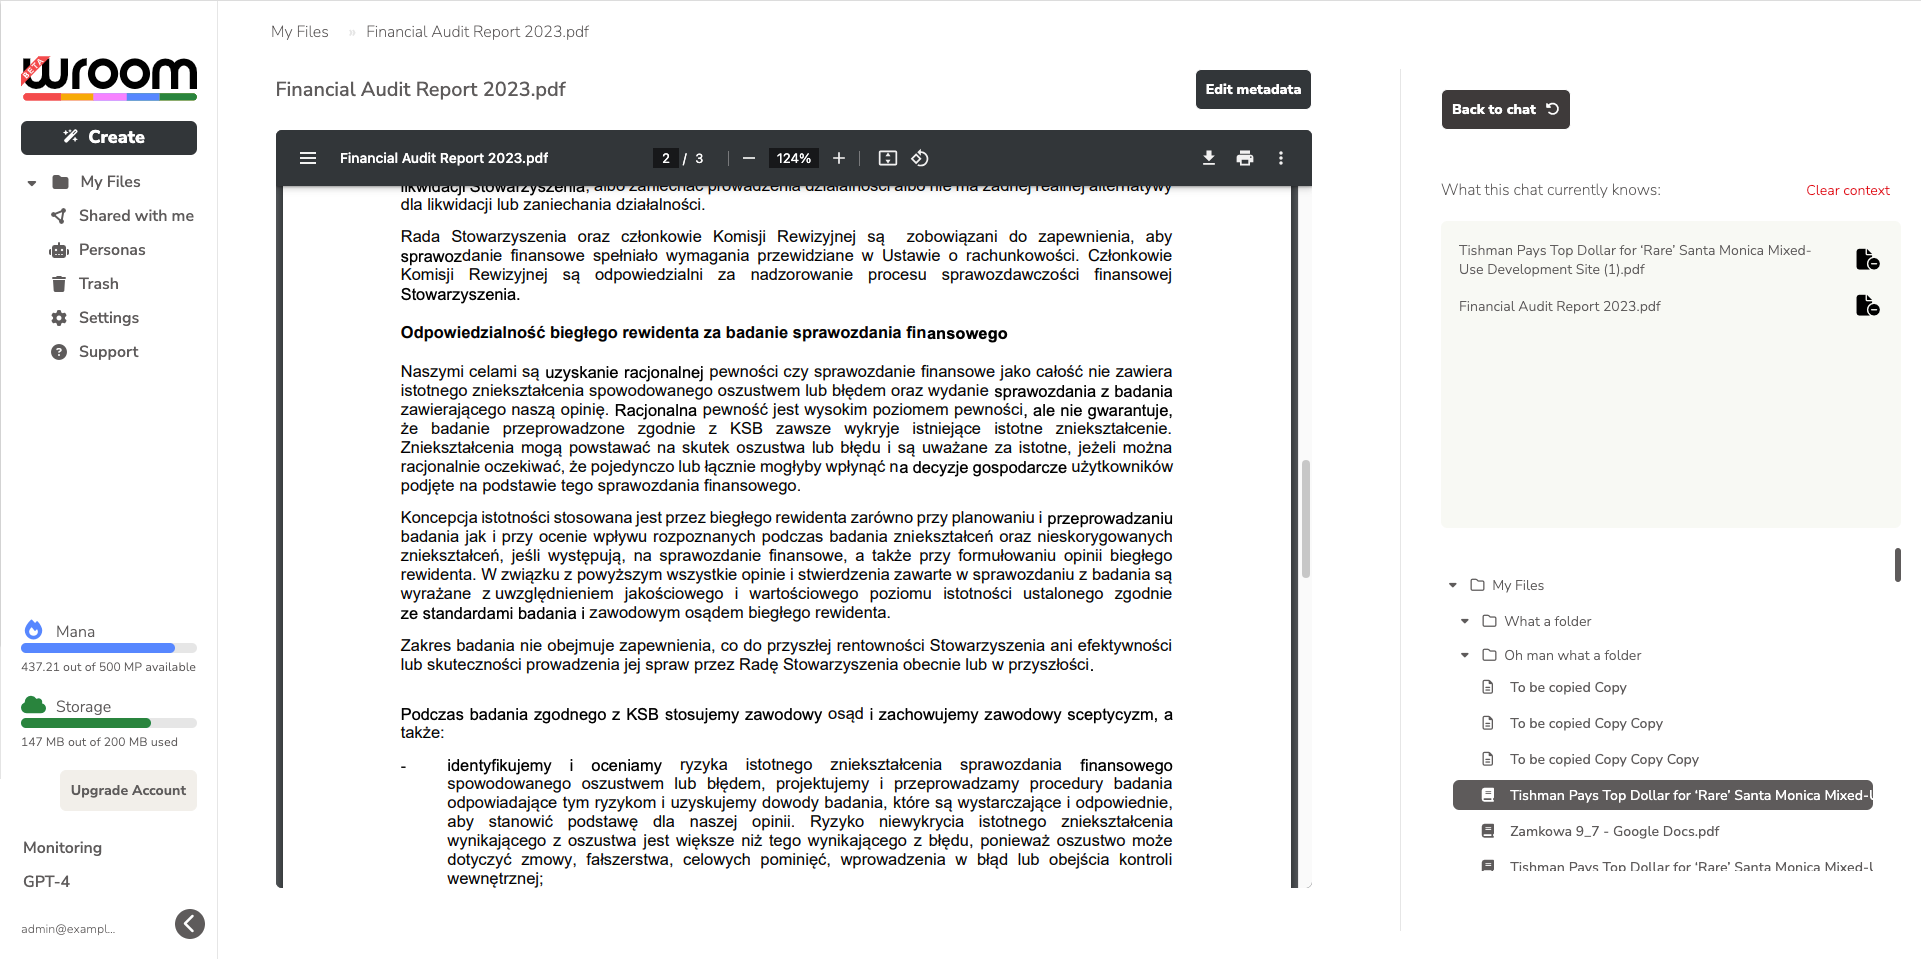 My Files » Financial Audit Report 2023.pdf
BETA
wroom
Create
My Files
Shared with me
Personas
Trash
Settings
Support
Mana
437.21 out of 500 MP available
Storage
147 MB out of 200 MB used
Upgrade Account
Monitoring
GPT-4
admin@exampl...
Financial Audit Report 2023.pdf
Edit metadata
Financial Audit Report 2023.pdf
2 / 3
124%
likwidacji Stowarzyszenia, albo zaniechać prowadzenia działalności albo nie ma żadnej realnej alternatywy
dla likwidacji lub zaniechania działalności.
Rada Stowarzyszenia oraz członkowie Komisji Rewizyjnej są zobowiązani do zapewnienia, aby
sprawozdanie finansowe spełniało wymagania przewidziane w Ustawie o rachunkowości. Członkowie
Komisji Rewizyjnej są odpowiedzialni za nadzorowanie procesu sprawozdawczości finansowej
Stowarzyszenia.
Odpowiedzialność biegłego rewidenta za badanie sprawozdania finansowego
Naszymi celami są uzyskanie racjonalnej pewności czy sprawozdanie finansowe jako całość nie zawiera
istotnego zniekształcenia spowodowanego oszustwem lub błędem oraz wydanie sprawozdania z badania
zawierającego naszą opinię. Racjonalna pewność jest wysokim poziomem pewności, ale nie gwarantuje,
że badanie przeprowadzone zgodnie z KSB zawsze wykryje istniejące istotne zniekształcenie.
Zniekształcenia mogą powstawać na skutek oszustwa lub błędu i są uważane za istotne, jeżeli można
racjonalnie oczekiwać, że pojedynczo lub łącznie mogłyby wpłynąć na decyzje gospodarcze użytkowników
podjęte na podstawie tego sprawozdania finansowego.
Koncepcja istotności stosowana jest przez biegłego rewidenta zarówno przy planowaniu i przeprowadzaniu
badania jak i przy ocenie wpływu rozpoznanych podczas badania zniekształceń oraz nieskorygowanych
zniekształceń, jeśli występują, na sprawozdanie finansowe, a także przy formułowaniu opinii biegłego
rewidenta. W związku z powyższym wszystkie opinie i stwierdzenia zawarte w sprawozdaniu z badania są
wyrażane z uwzględnieniem jakościowego i wartościowego poziomu istotności ustalonego zgodnie
ze standardami badania i zawodowym osądem biegłego rewidenta.
Zakres badania nie obejmuje zapewnienia, co do przyszłej rentowności Stowarzyszenia ani efektywności
lub skuteczności prowadzenia jej spraw przez Radę Stowarzyszenia obecnie lub w przyszłości.
Podczas badania zgodnego z KSB stosujemy zawodowy osąd i zachowujemy zawodowy sceptycyzm, a
także:
- identyfikujemy i oceniamy ryzyka istotnego zniekształcenia sprawozdania finansowego
spowodowanego oszustwem lub błędem, projektujemy i przeprowadzamy procedury badania
odpowiadające tym ryzykom i uzyskujemy dowody badania, które są wystarczające i odpowiednie,
aby stanowić podstawę dla naszej opinii. Ryzyko niewykrycia istotnego zniekształcenia
wynikającego z oszustwa jest większe niż tego wynikającego z błędu, ponieważ oszustwo może
dotyczyć zmowy, fałszerstwa, celowych pominięć, wprowadzenia w błąd lub obejścia kontroli
wewnętrznej;
Back to chat
What this chat currently knows:
Clear context
Tishman Pays Top Dollar for ‘Rare’ Santa Monica Mixed-
Use Development Site (1).pdf
Financial Audit Report 2023.pdf
My Files
What a folder
Oh man what a folder
To be copied Copy
To be copied Copy Copy
To be copied Copy Copy Copy
Tishman Pays Top Dollar for ‘Rare’ Santa Monica Mixed-U
Zamkowa 9_7 - Google Docs.pdf
Tishman Pays Top Dollar for ‘Rare’ Santa Monica Mixed-U